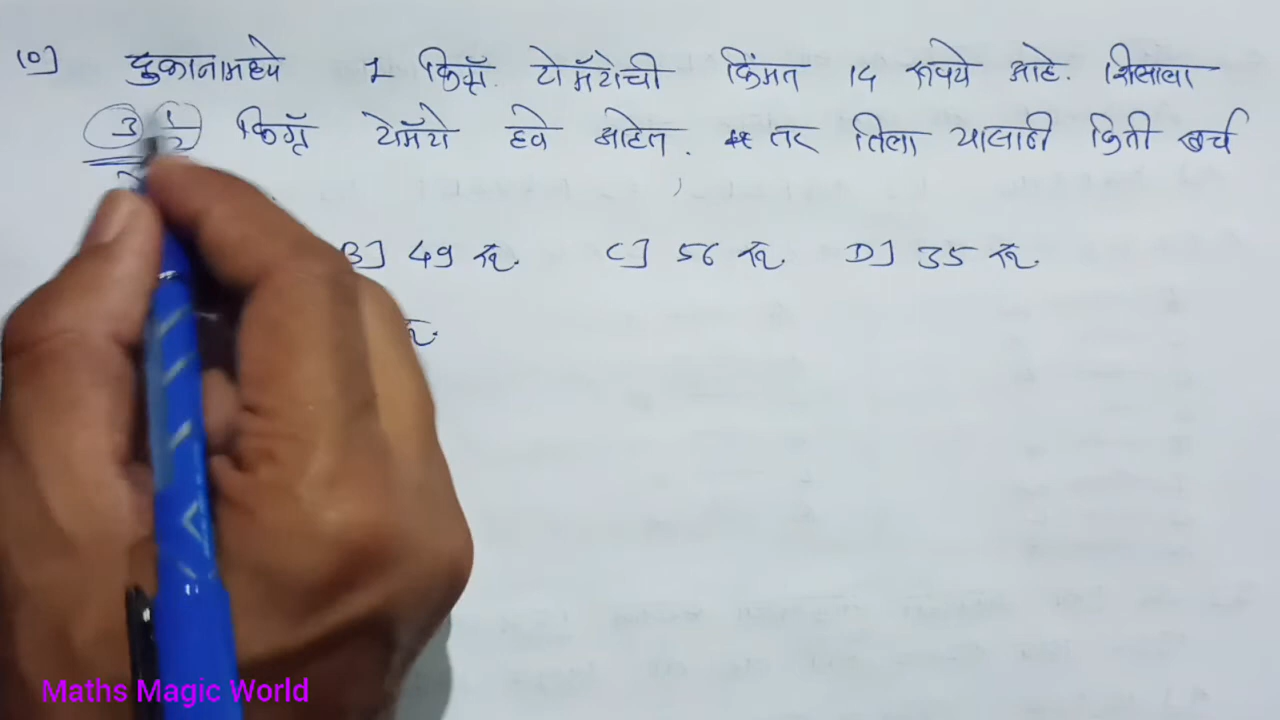 10] दुकानामध्ये 1 किग्रॅ. टोमॅटोची किंमत 14 रूपये आहे. शिलाला
3 1/2 किग्रॅ टोमॅटो हवे आहेत. तर तिला यासाठी किती खर्च
B] 49 रू. C] 56 रू. D] 35 रू.
रू.
Maths Magic World